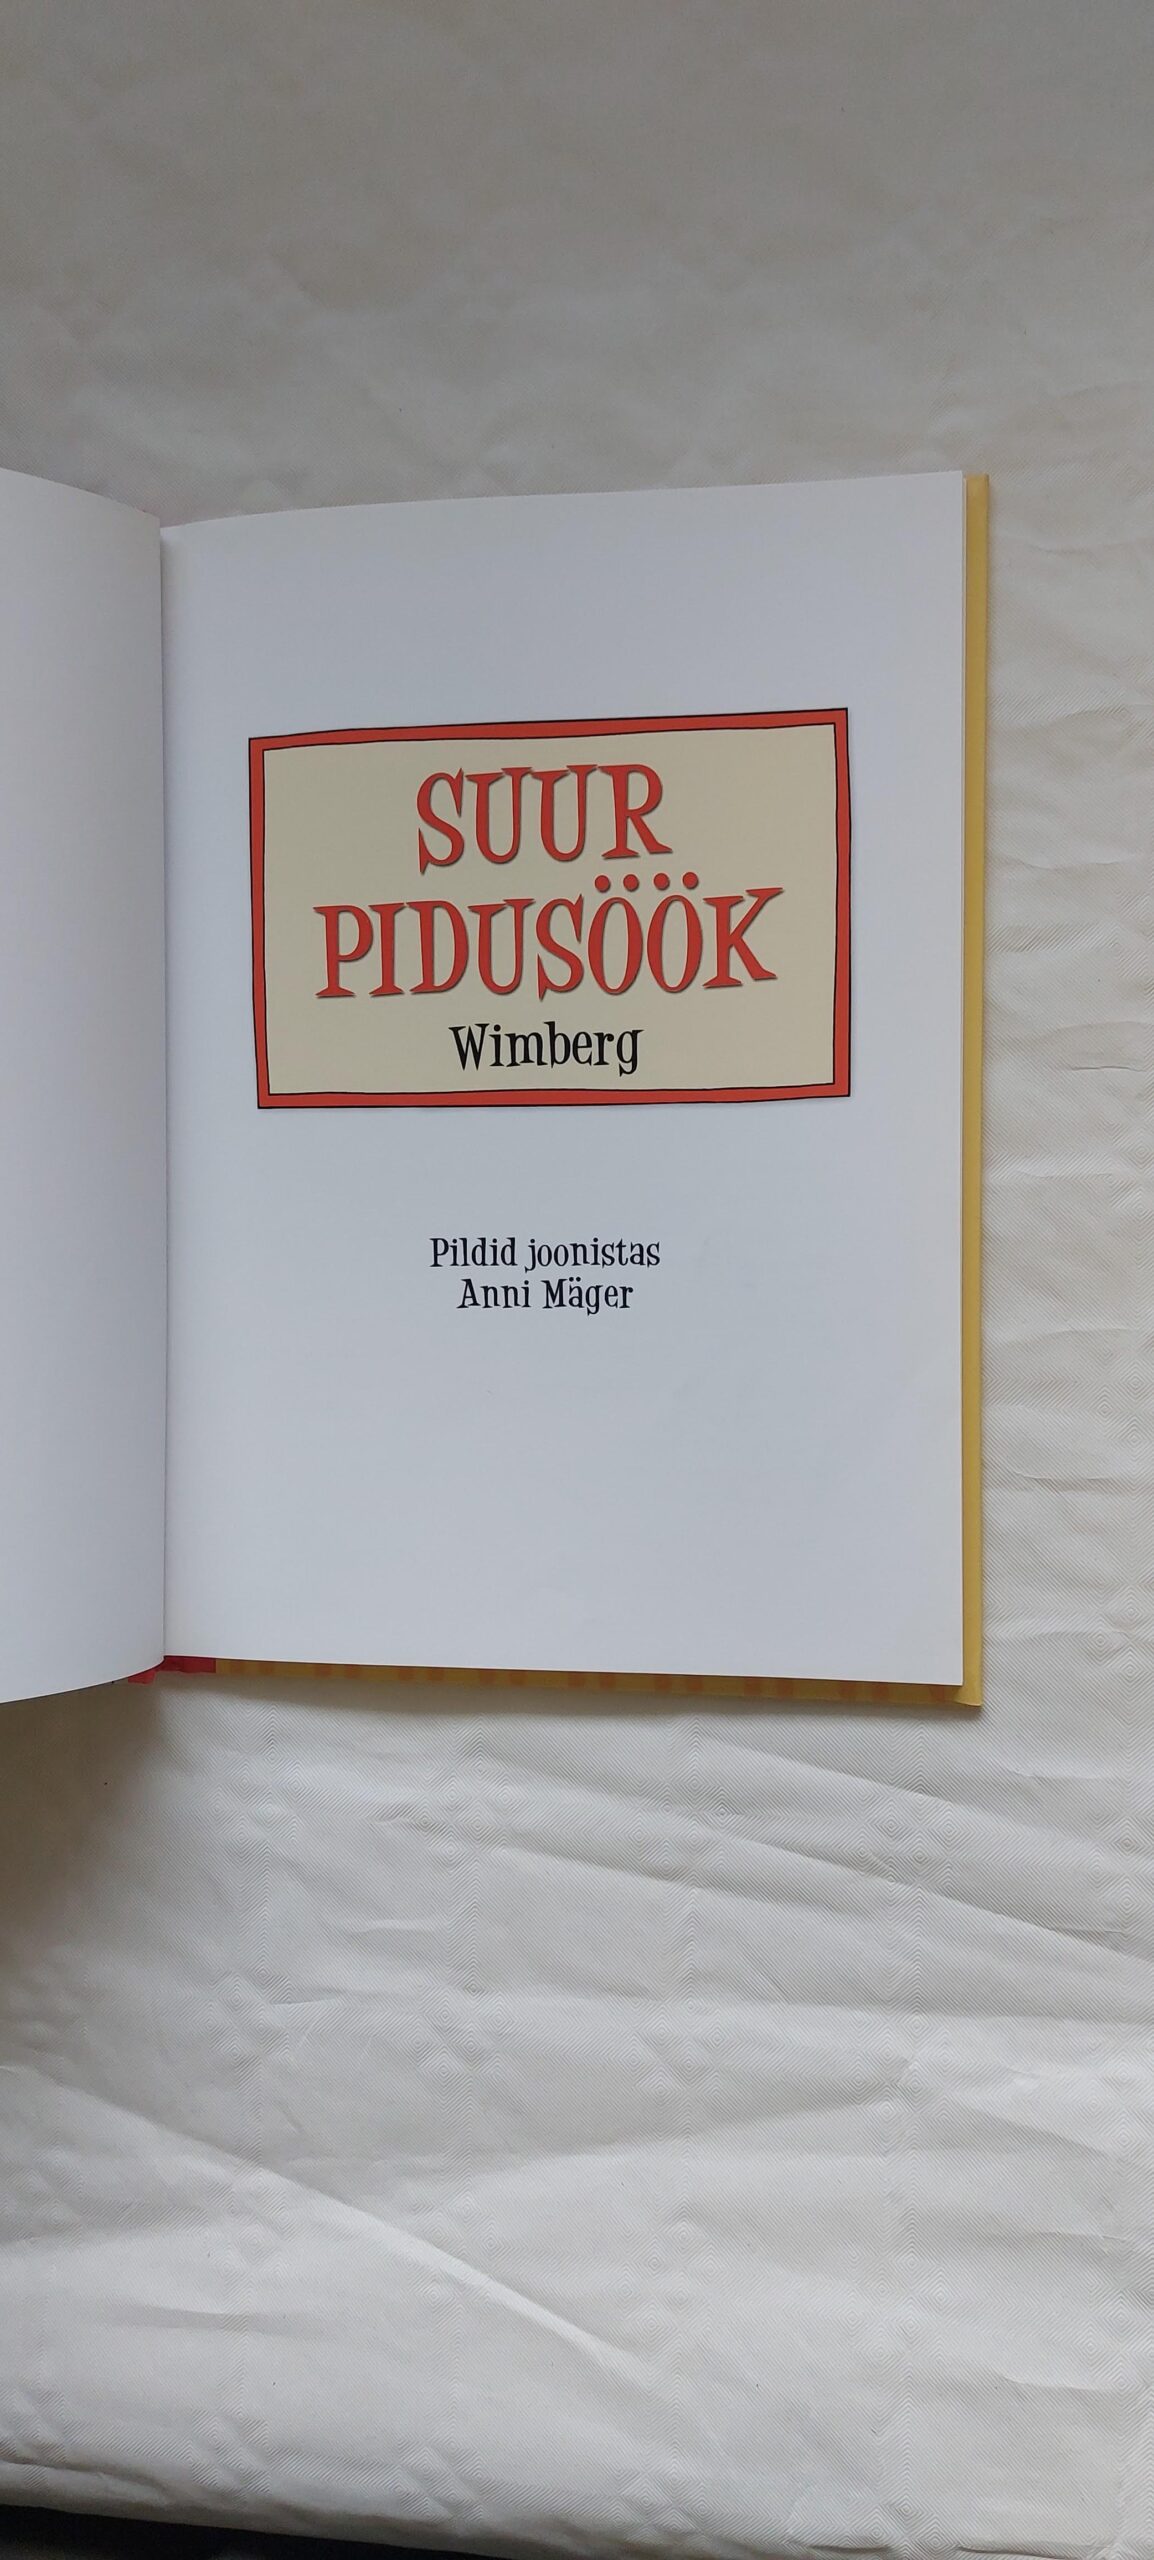 SUUR
PIDUSÖÖK
Wimberg
Pildid joonistas
Anni Mäger